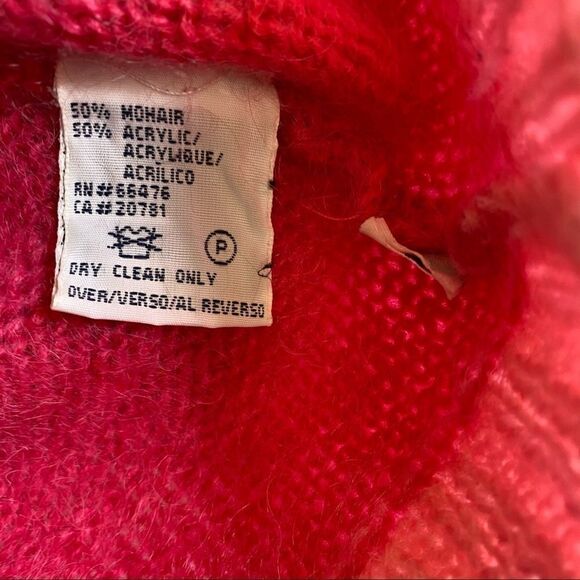 50% MOHAIR
50% ACRYLIC/
ACRYLIQUE/
ACRILICO
RN#66476
CA#20781
P
DRY CLEAN ONLY
OVER/VERSO/AL REVERSO